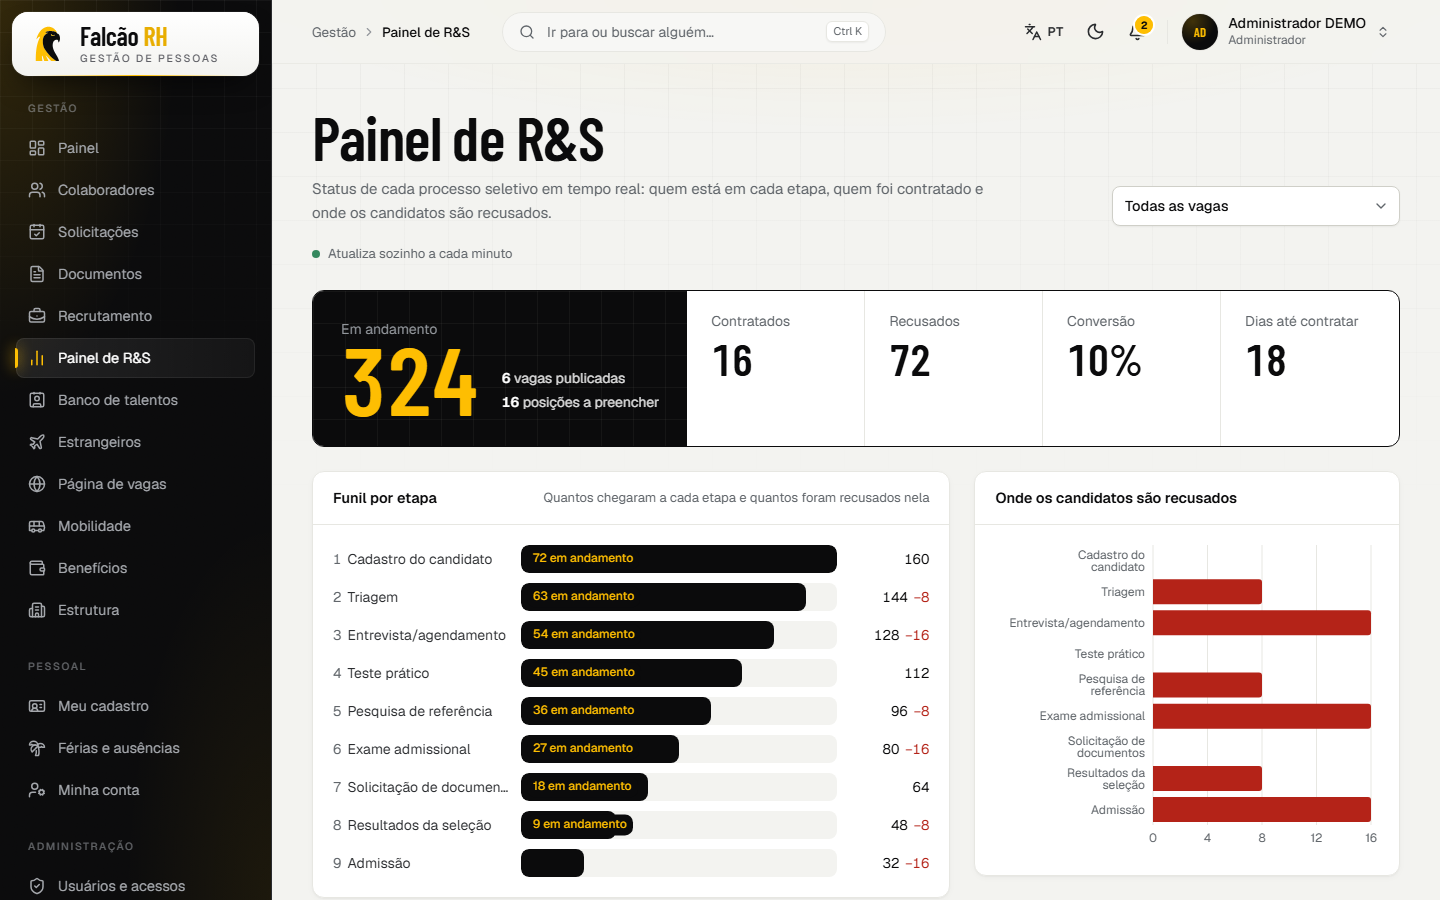 Falcão RH
GESTÃO DE PESSOAS
GESTÃO
Painel
Colaboradores
Solicitações
Documentos
Recrutamento
Painel de R&S
Banco de talentos
Estrangeiros
Página de vagas
Mobilidade
Benefícios
Estrutura
PESSOAL
Meu cadastro
Férias e ausências
Minha conta
ADMINISTRAÇÃO
Usuários e acessos
Gestão > Painel de R&S
Ir para ou buscar alguém... Ctrl K
PT
2
AD
Administrador DEMO
Administrador
Painel de R&S
Status de cada processo seletivo em tempo real: quem está em cada etapa, quem foi contratado e
onde os candidatos são recusados.
Atualiza sozinho a cada minuto
Todas as vagas
Em andamento
324
6 vagas publicadas
16 posições a preencher
Contratados
16
Recusados
72
Conversão
10%
Dias até contratar
18
Funil por etapa
Quantos chegaram a cada etapa e quantos foram recusados nela
1 Cadastro do candidato 72 em andamento 160
2 Triagem 63 em andamento 144 −8
3 Entrevista/agendamento 54 em andamento 128 −16
4 Teste prático 45 em andamento 112
5 Pesquisa de referência 36 em andamento 96 −8
6 Exame admissional 27 em andamento 80 −16
7 Solicitação de documen... 18 em andamento 64
8 Resultados da seleção 9 em andamento 48 −8
9 Admissão 32 −16
Onde os candidatos são recusados
Cadastro do
candidato
Triagem
Entrevista/agendamento
Teste prático
Pesquisa de
referência
Exame admissional
Solicitação de
documentos
Resultados da
seleção
Admissão
0 4 8 12 16